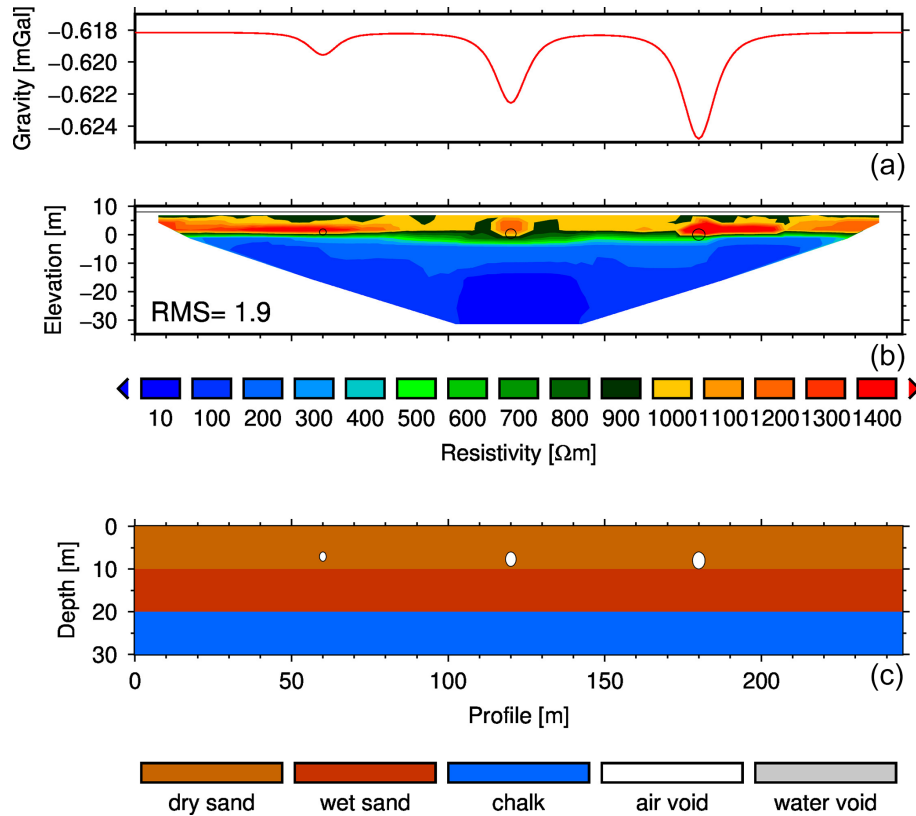 Gravity [mGal]
−0.618
−0.620
−0.622
−0.624
(a)
Elevation [m]
10
0
−10
−20
−30
RMS= 1.9
(b)
10 100 200 300 400 500 600 700 800 900 1000 1100 1200 1300 1400
Resistivity [Ωm]
Depth [m]
0
10
20
30
(c)
0 50 100 150 200
Profile [m]
dry sand wet sand chalk air void water void